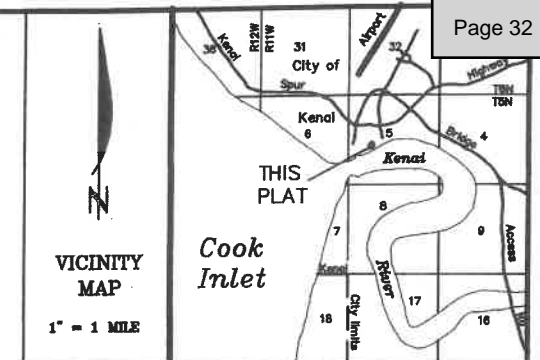 Page 32
VICINITY
MAP
1" = 1 MILE
N
36
Kenai
R12W
R11W
31
City of
Airport
32
Highway
Spur
T6N
T5N
Kenai
6
5
Bridge
4
Kenai
THIS
PLAT
7
8
9
Access
Cook
Inlet
River
Kenai
City limits
18
17
16